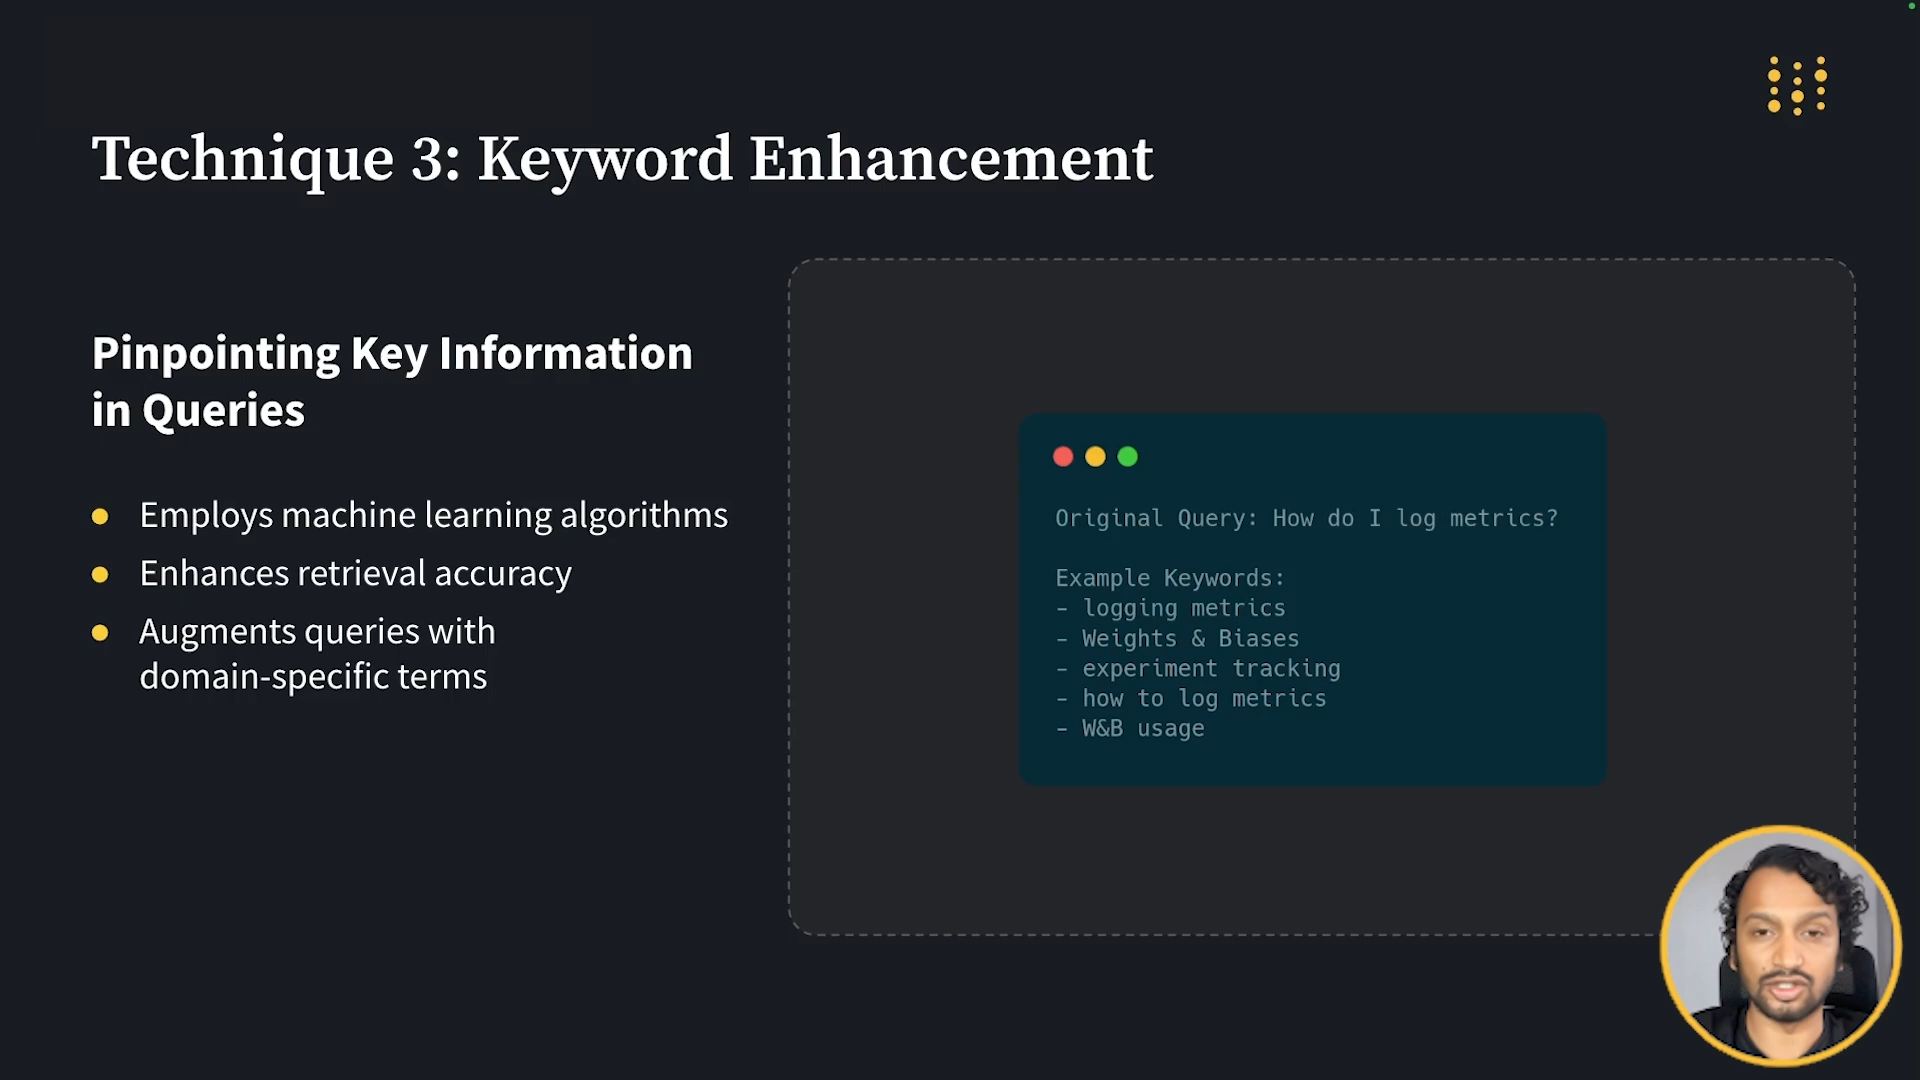 Technique 3: Keyword Enhancement
Pinpointing Key Information
in Queries
Employs machine learning algorithms
Enhances retrieval accuracy
Augments queries with
domain-specific terms
Original Query: How do I log metrics?
Example Keywords:
- logging metrics
- Weights & Biases
- experiment tracking
- how to log metrics
- W&B usage